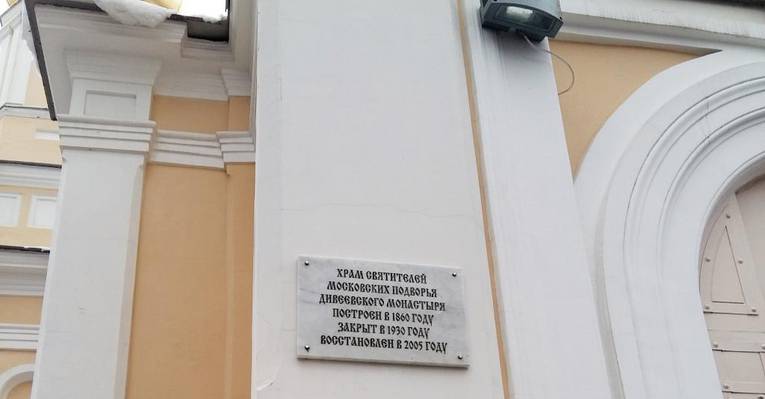 ХРАМ СВЯТИТЕЛЕЙ
МОСКОВСКИХ ПОДВОРЬЯ
ДИВЕЕВСКОГО МОНАСТЫРЯ
ПОСТРОЕН В 1860 ГОДУ
ЗАКРЫТ В 1930 ГОДУ
ВОССТАНОВЛЕН В 2005 ГОДУ